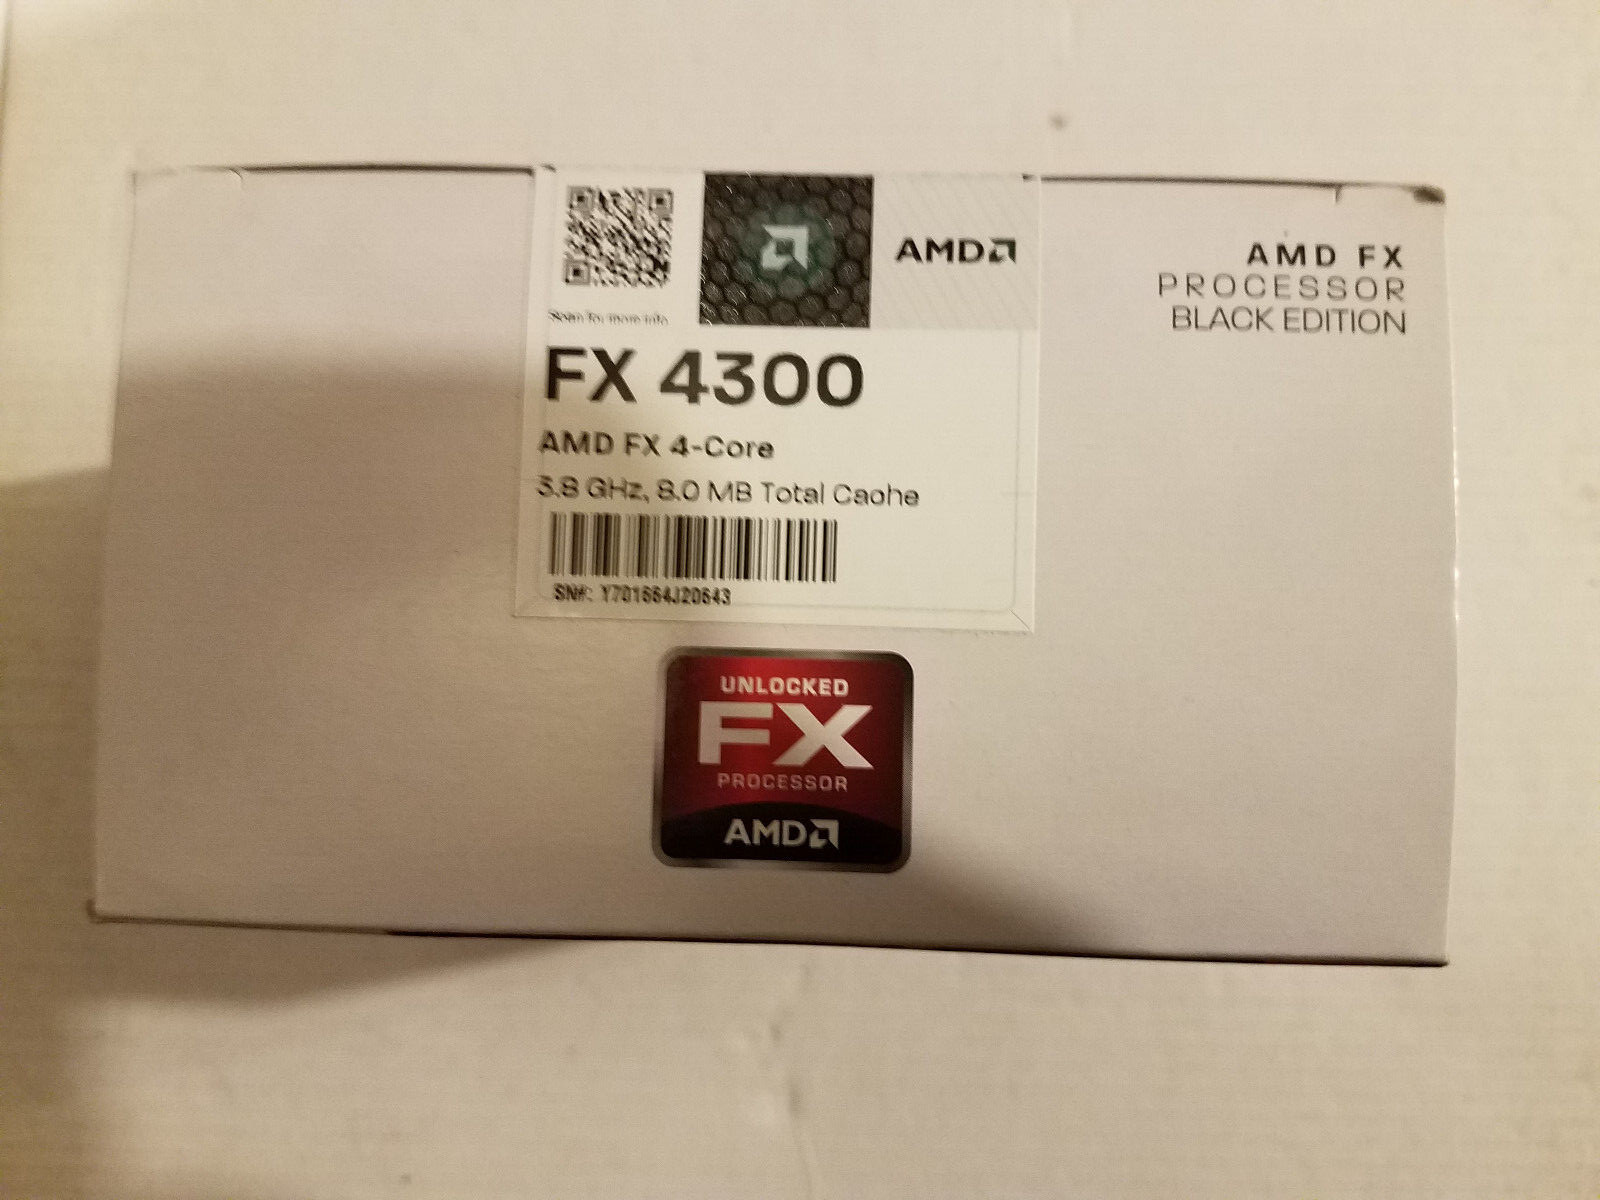 Scan for more info
AMD
AMD FX
PROCESSOR
BLACK EDITION
FX 4300
AMD FX 4-Core
3.8 GHz, 8.0 MB Total Cache
SN#: Y701664J20643
UNLOCKED
FX
PROCESSOR
AMD